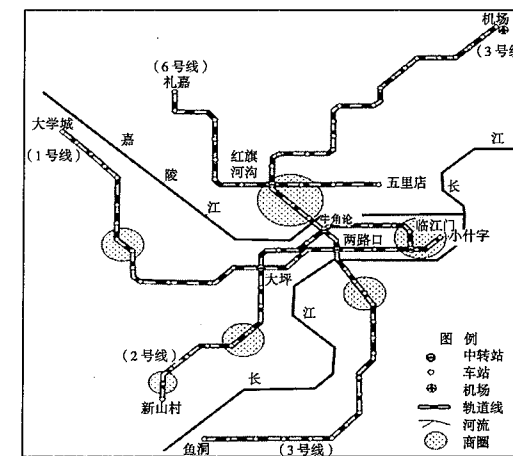 机场
(3号线
(6号线)
礼嘉
大学城
(1号线)
嘉
陵
江
红旗
河沟
五里店
江
长
牛角沱
临江门
小什字
两路口
大坪
江
长
(2号线)
新山村
鱼洞
(3号线)
图 例
中转站
车站
机场
轨道线
河流
商圈